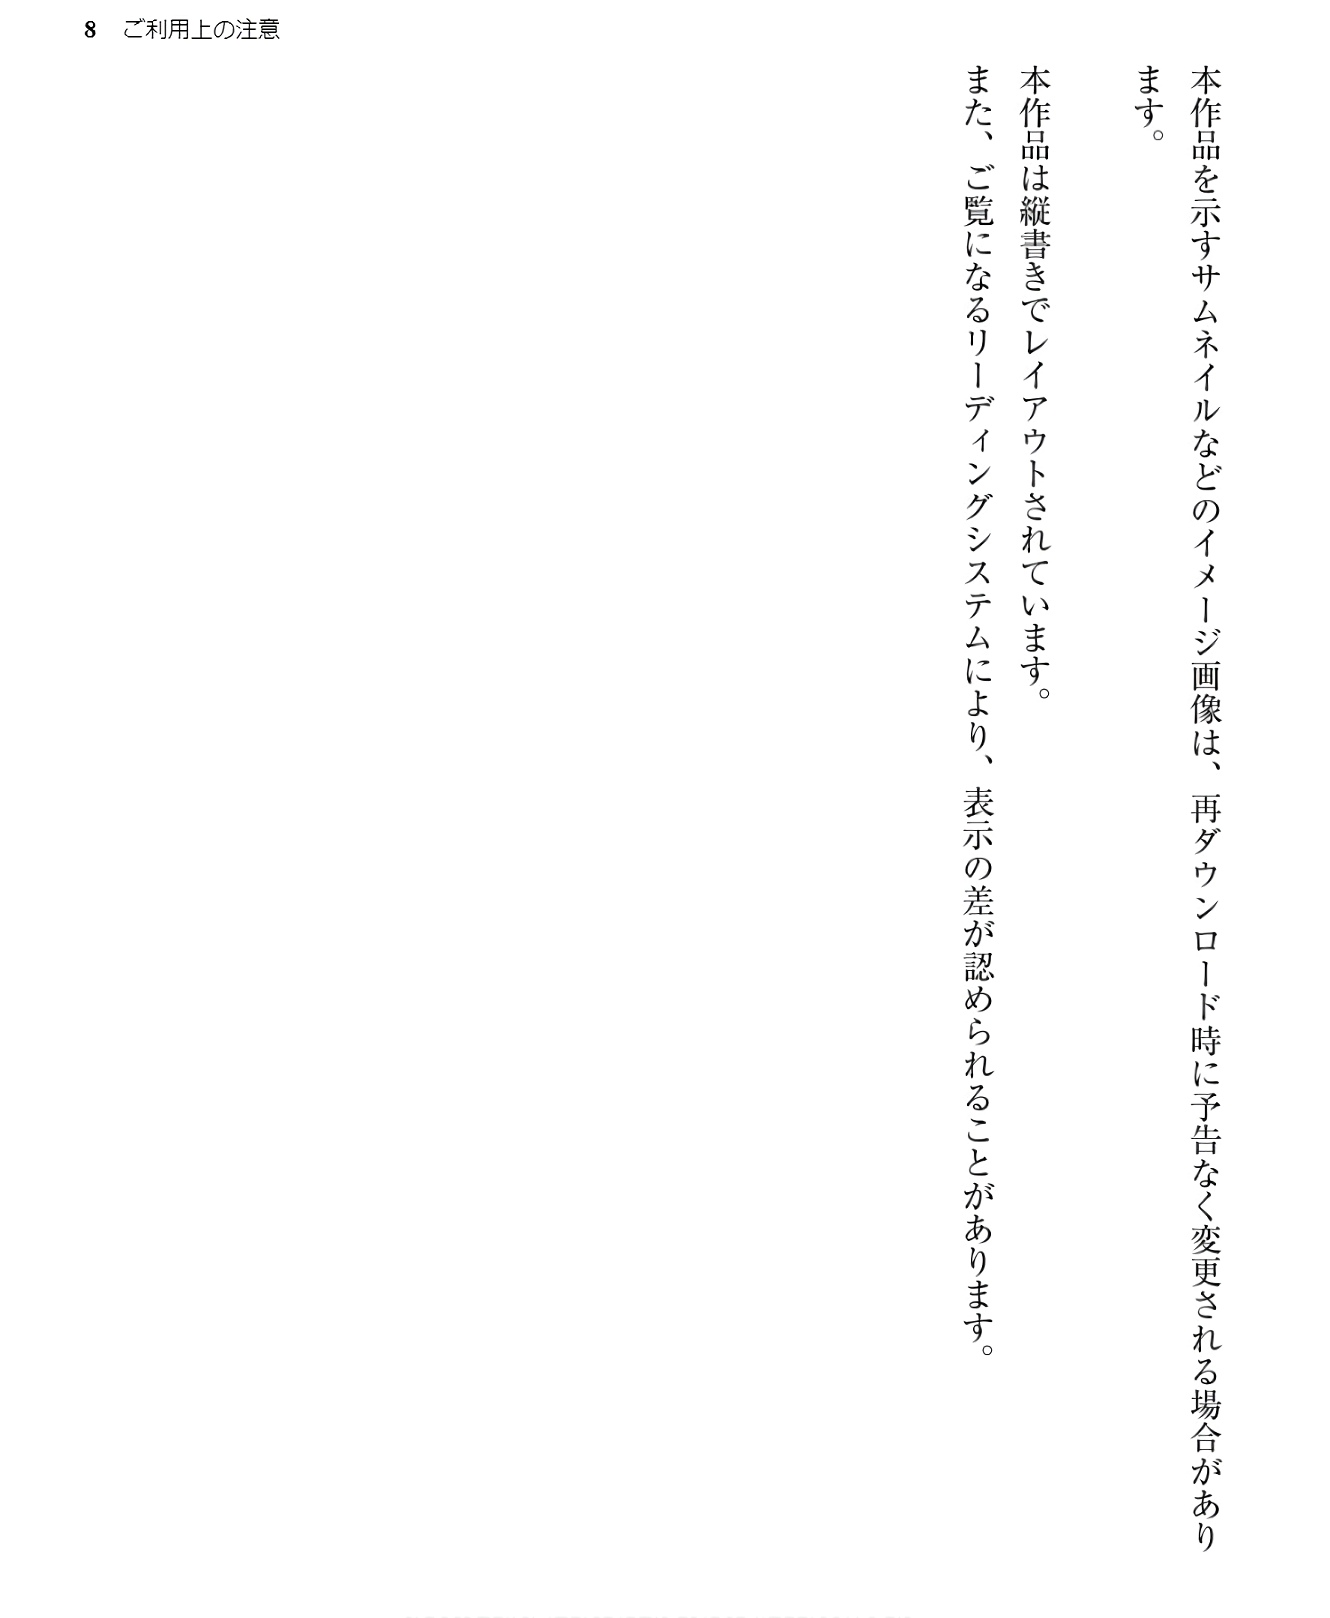 8 ご利用上の注意
本作品を示すサムネイルなどのイメージ画像は、再ダウンロード時に予告なく変更される場合があり
ます。
本作品は縦書きでレイアウトされています。
また、ご覧になるリーディングシステムにより、表示の差が認められることがあります。